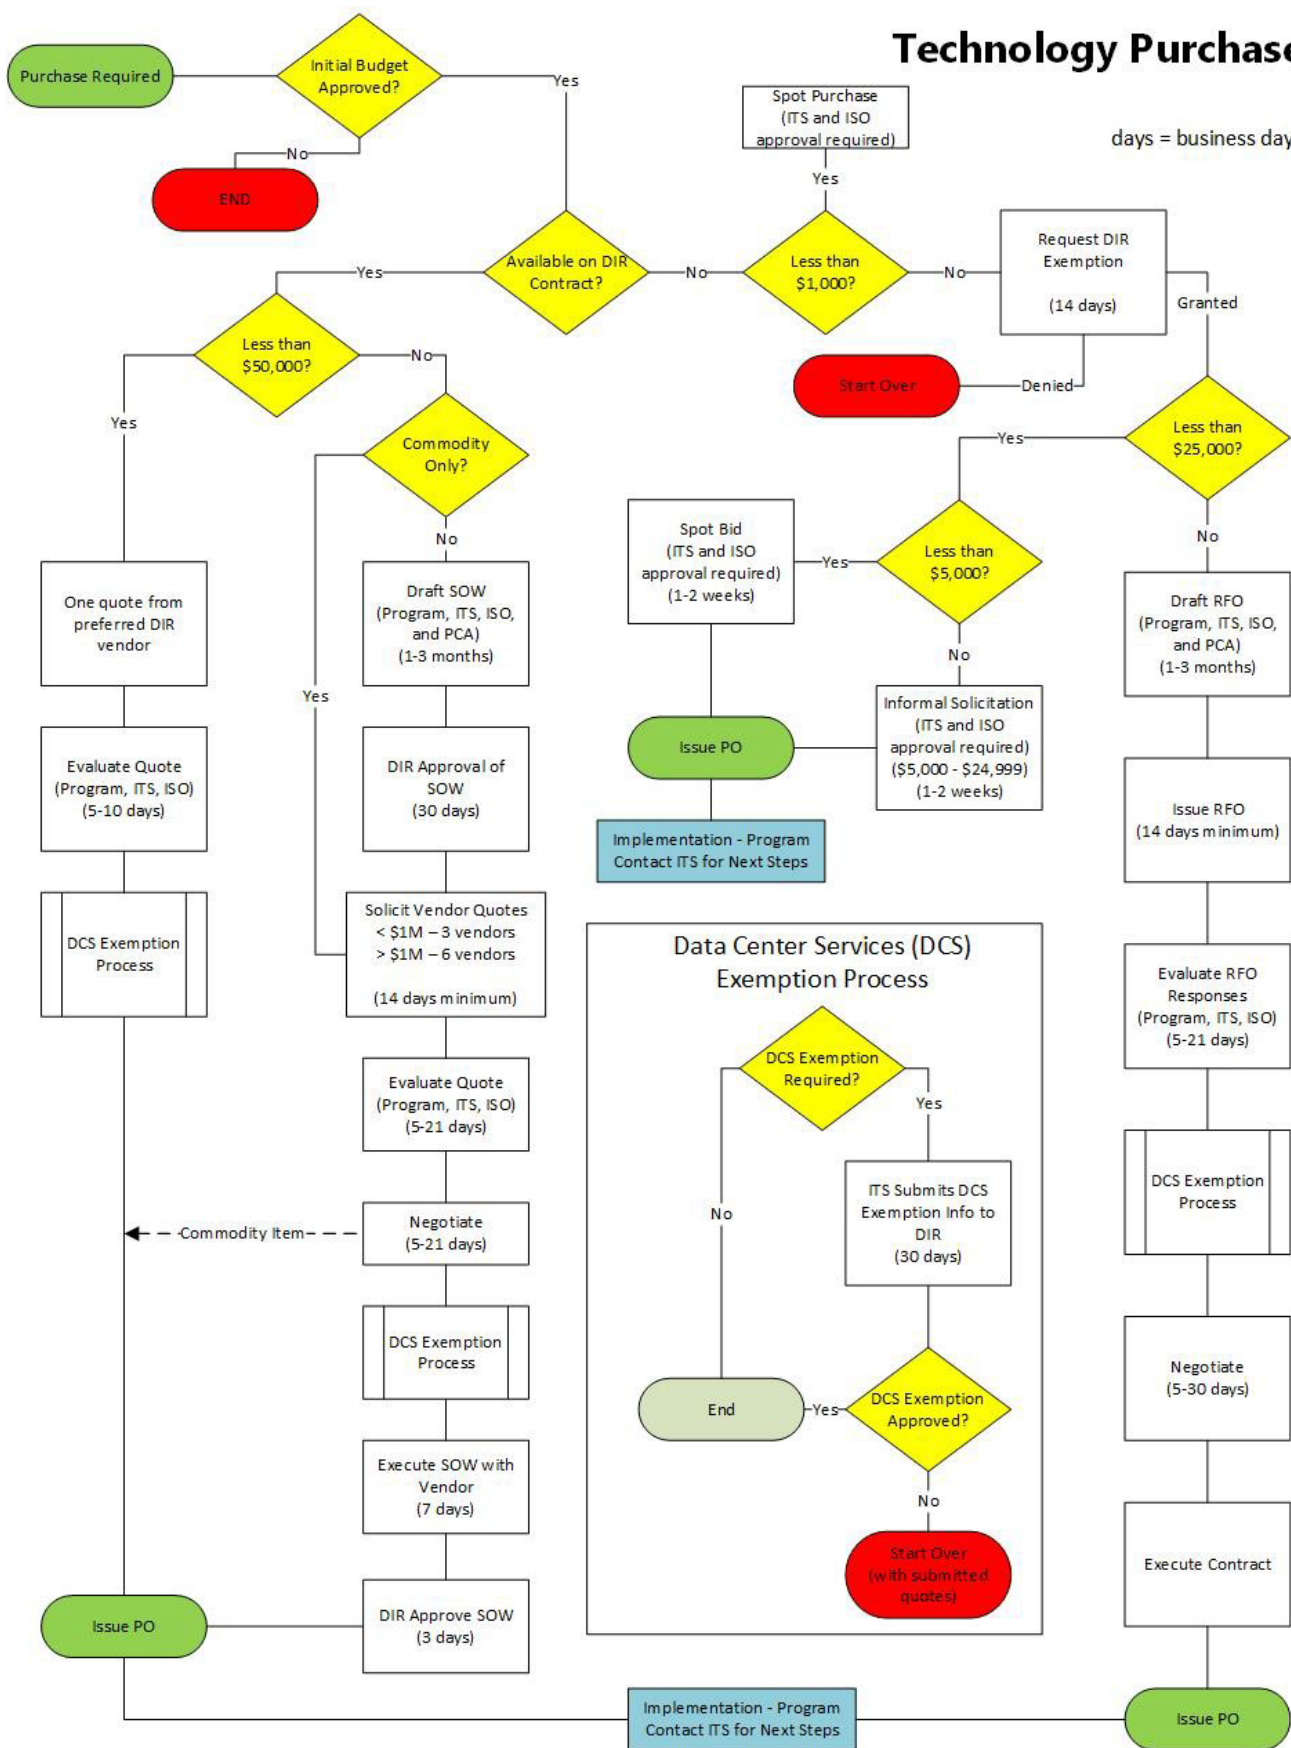 Technology Purchase
days = business day
Purchase Required
Initial Budget
Approved?
Yes
No
END
Spot Purchase
(ITS and ISO
approval required)
Yes
Available on DIR
Contract?
Yes
No
Less than
$1,000?
No
Request DIR
Exemption
(14 days)
Granted
Denied
Start Over
Less than
$50,000?
Yes
No
Commodity
Only?
Yes
No
Less than
$25,000?
Yes
No
Less than
$5,000?
Yes
No
Spot Bid
(ITS and ISO
approval required)
(1-2 weeks)
Informal Solicitation
(ITS and ISO
approval required)
($5,000 - $24,999)
(1-2 weeks)
Issue PO
Implementation - Program
Contact ITS for Next Steps
One quote from
preferred DIR
vendor
Evaluate Quote
(Program, ITS, ISO)
(5-10 days)
DCS Exemption
Process
Draft SOW
(Program, ITS, ISO,
and PCA)
(1-3 months)
DIR Approval of
SOW
(30 days)
Solicit Vendor Quotes
< $1M – 3 vendors
> $1M – 6 vendors
(14 days minimum)
Evaluate Quote
(Program, ITS, ISO)
(5-21 days)
Negotiate
(5-21 days)
Commodity Item
DCS Exemption
Process
Execute SOW with
Vendor
(7 days)
DIR Approve SOW
(3 days)
Issue PO
Data Center Services (DCS)
Exemption Process
DCS Exemption
Required?
Yes
No
ITS Submits DCS
Exemption Info to
DIR
(30 days)
DCS Exemption
Approved?
Yes
End
No
Start Over
(with submitted
quotes)
Draft RFO
(Program, ITS, ISO,
and PCA)
(1-3 months)
Issue RFO
(14 days minimum)
Evaluate RFO
Responses
(Program, ITS, ISO)
(5-21 days)
DCS Exemption
Process
Negotiate
(5-30 days)
Execute Contract
Issue PO
Implementation - Program
Contact ITS for Next Steps